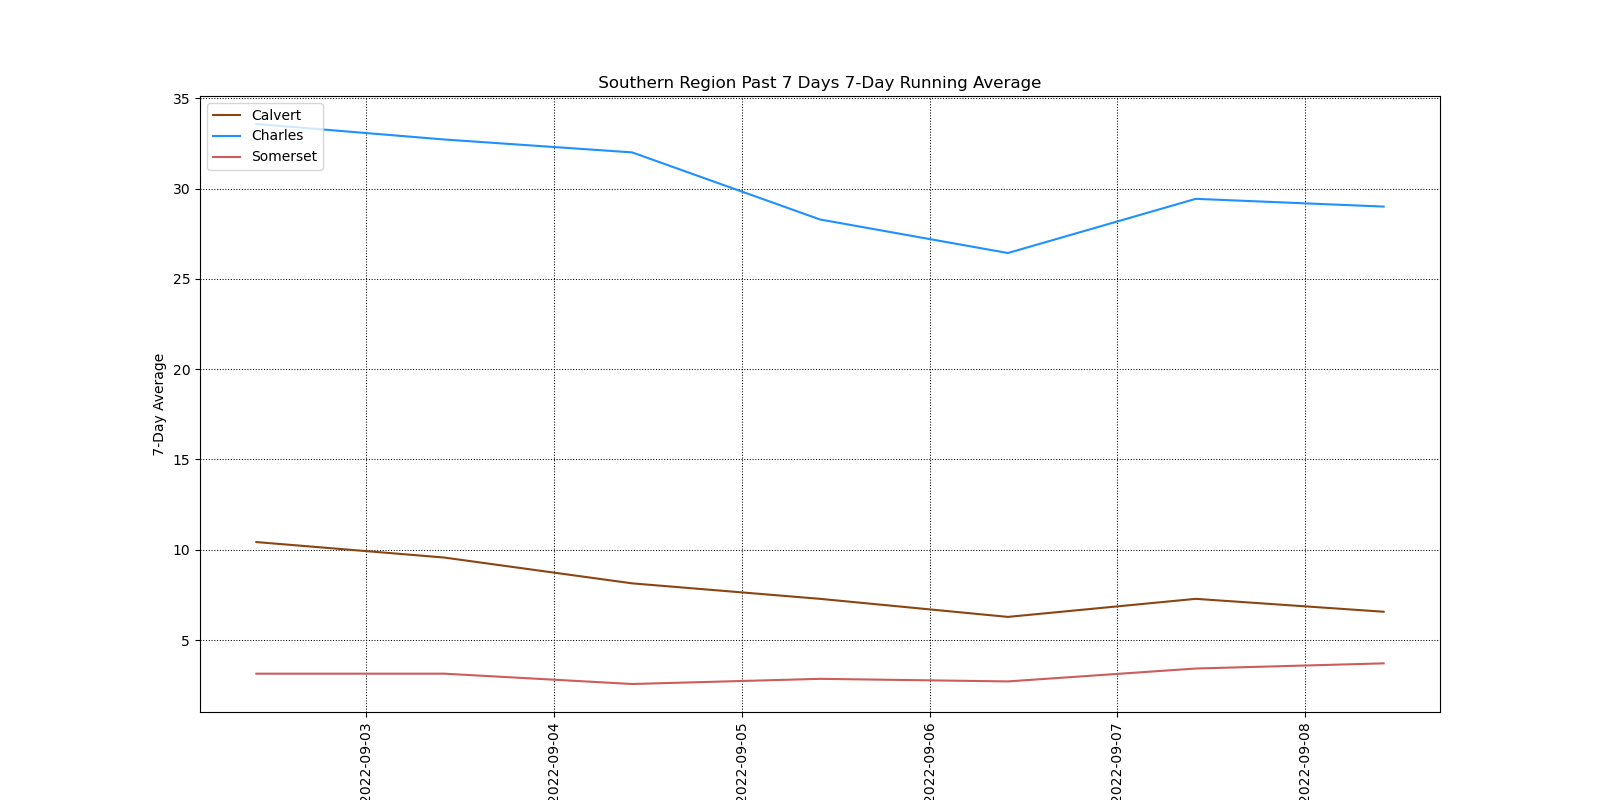 Southern Region Past 7 Days 7-Day Running Average
Calvert
Charles
Somerset
35
30
25
20
15
10
5
7-Day Average
2022-09-03
2022-09-04
2022-09-05
2022-09-06
2022-09-07
2022-09-08